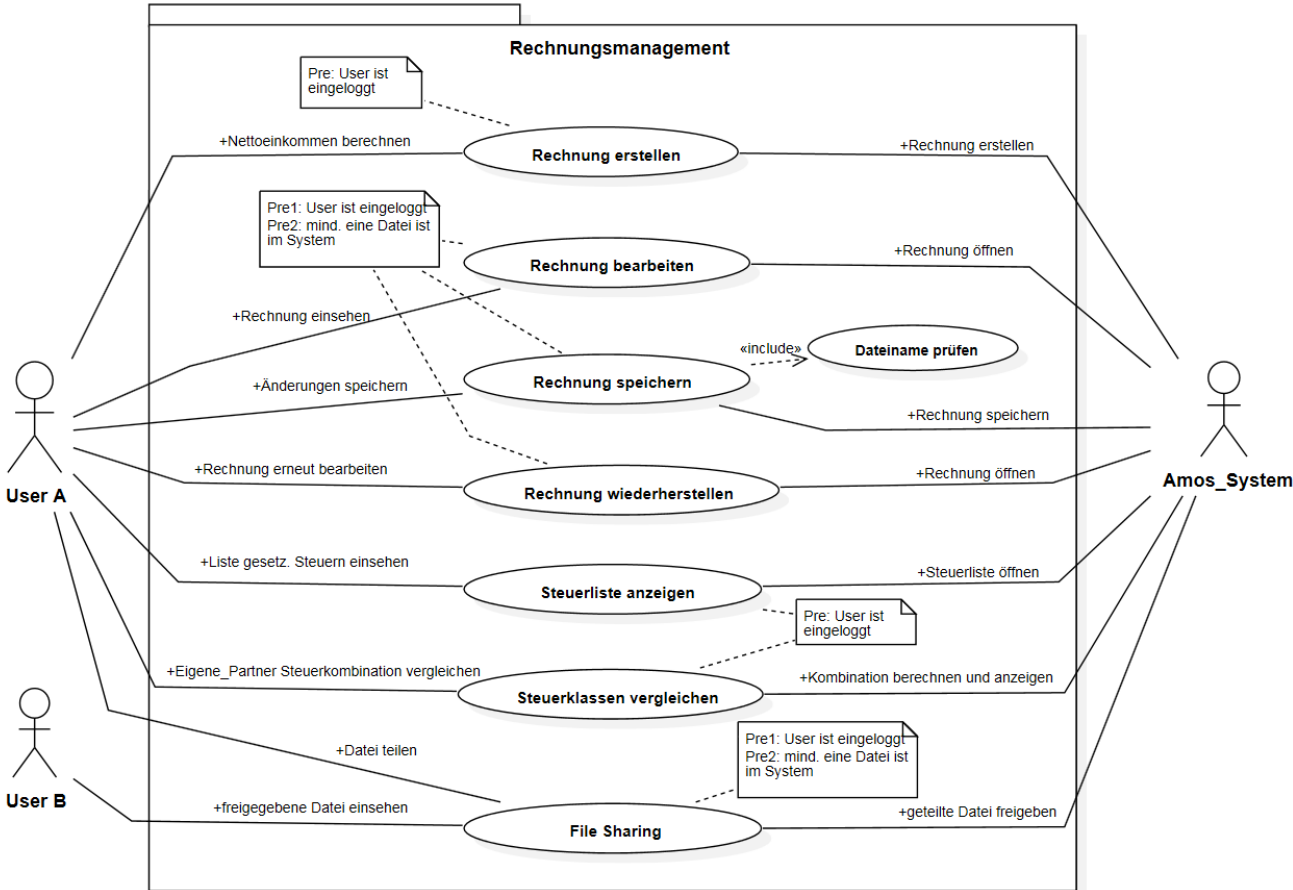 Rechnungsmanagement
Pre: User ist
eingeloggt
+Nettoeinkommen berechnen
Rechnung erstellen
+Rechnung erstellen
Pre1: User ist eingeloggt
Pre2: mind. eine Datei ist
im System
Rechnung bearbeiten
+Rechnung öffnen
+Rechnung einsehen
«include»
Dateiname prüfen
+Änderungen speichern
Rechnung speichern
+Rechnung speichern
+Rechnung erneut bearbeiten
Rechnung wiederherstellen
+Rechnung öffnen
User A
Amos_System
+Liste gesetz. Steuern einsehen
Steuerliste anzeigen
+Steuerliste öffnen
Pre: User ist
eingeloggt
+Eigene_Partner Steuerkombination vergleichen
Steuerklassen vergleichen
+Kombination berechnen und anzeigen
+Datei teilen
Pre1: User ist eingeloggt
Pre2: mind. eine Datei ist
im System
User B
+freigegebene Datei einsehen
File Sharing
+geteilte Datei freigeben